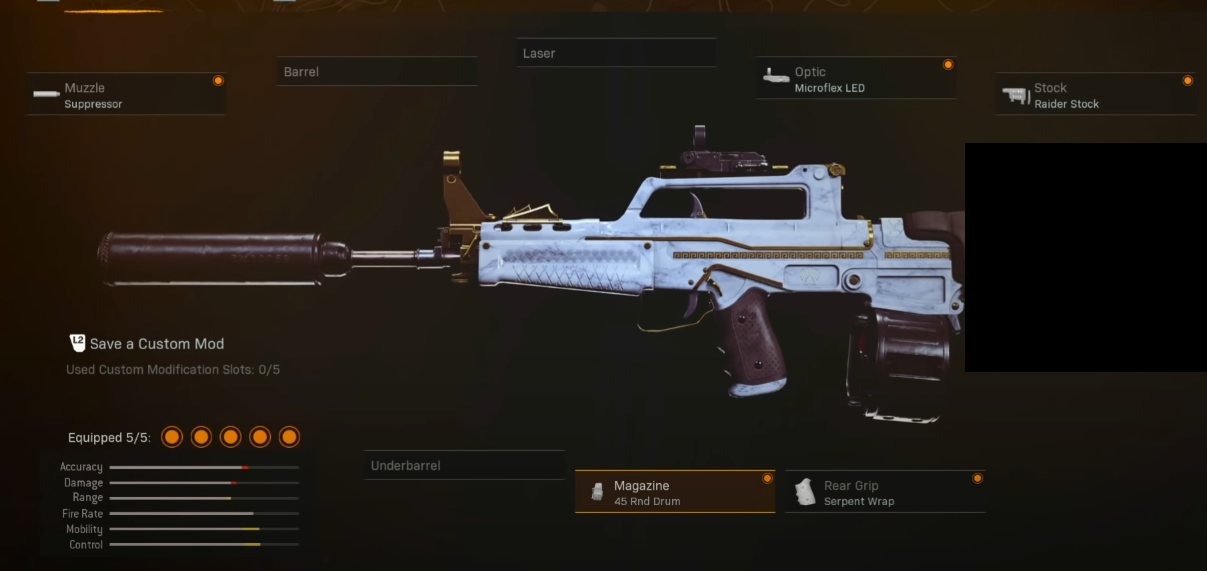 Laser
Barrel
Optic
Microflex LED
Muzzle
Suppressor
Stock
Raider Stock
L2 Save a Custom Mod
Used Custom Modification Slots: 0/5
Equipped 5/5:
Accuracy
Damage
Range
Fire Rate
Mobility
Control
Underbarrel
Magazine
45 Rnd Drum
Rear Grip
Serpent Wrap